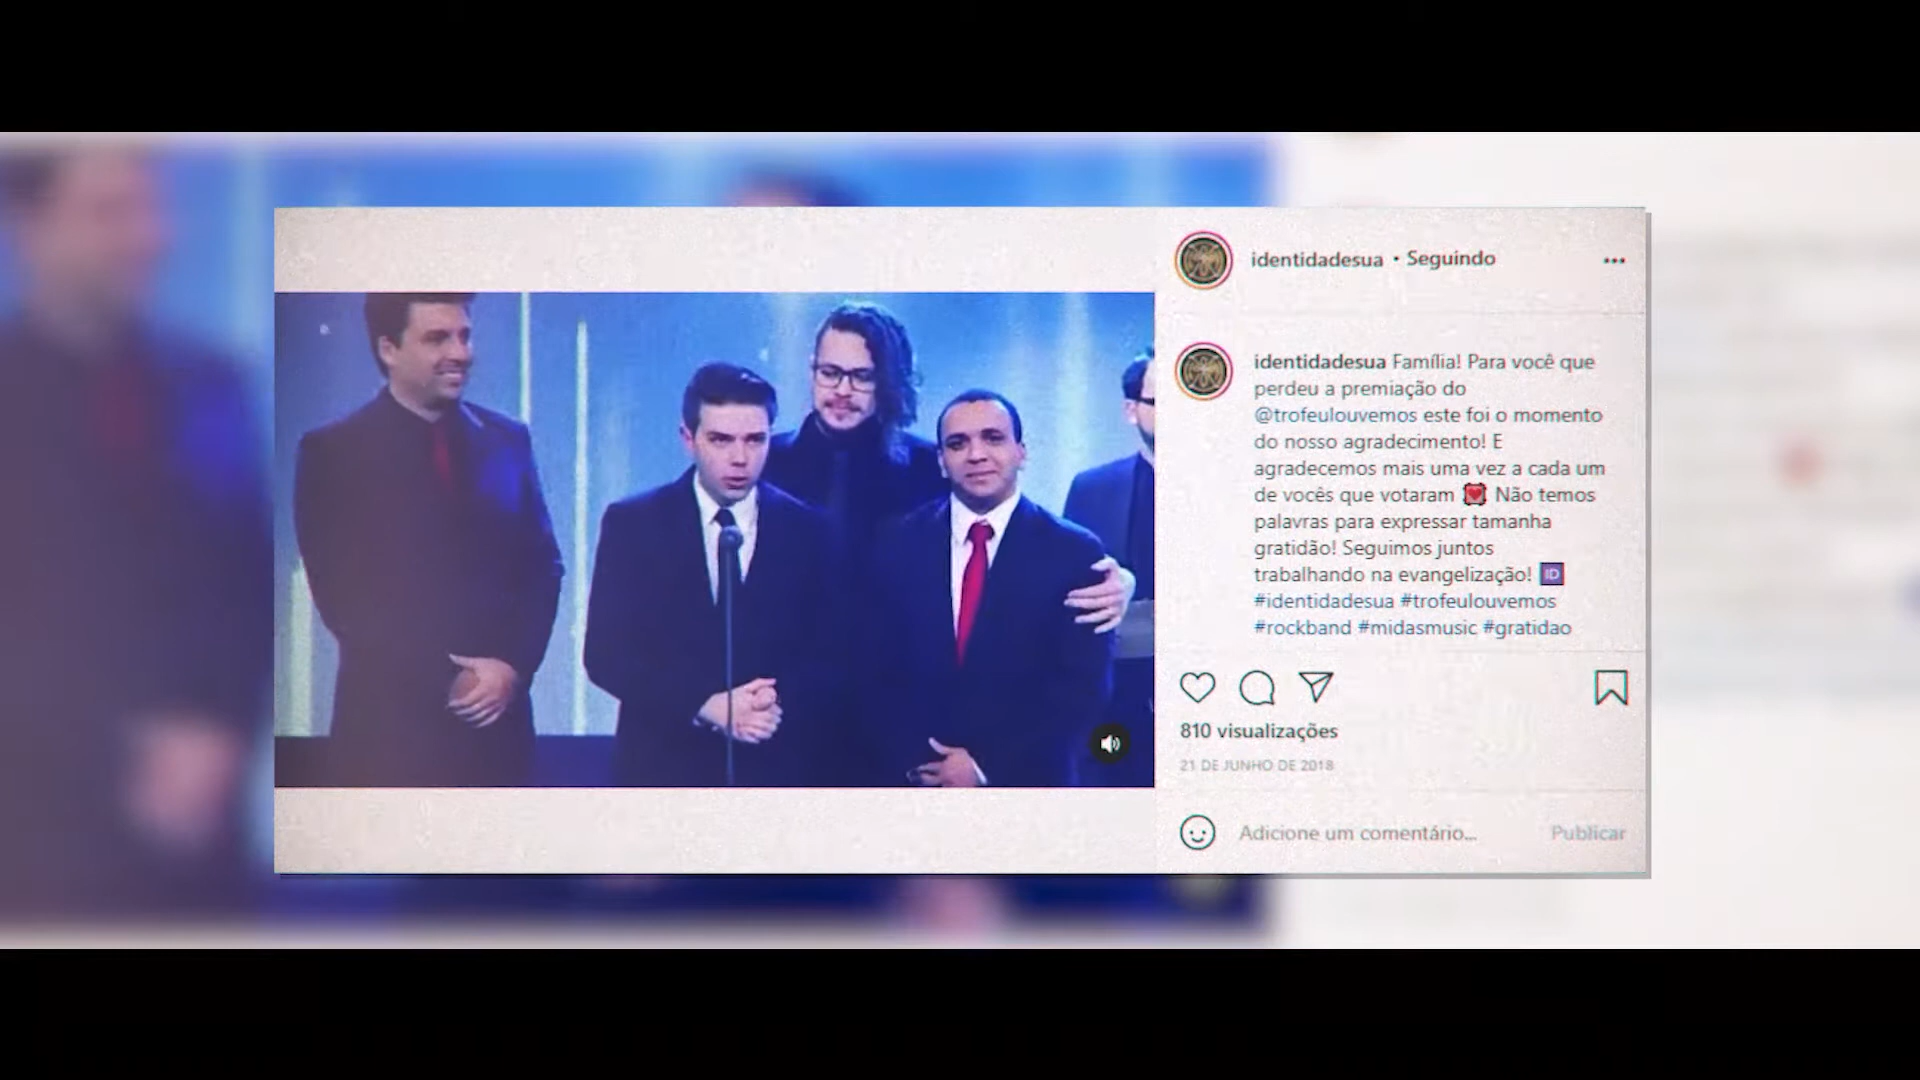 identidadesua • Seguindo
identidadesua Família! Para você que
perdeu a premiação do
@trofeulouvemos este foi o momento
do nosso agradecimento! E
agradecemos mais uma vez a cada um
de vocês que votaram 💟 Não temos
palavras para expressar tamanha
gratidão! Seguimos juntos
trabalhando na evangelização! 🆔
#identidadesua #trofeulouvemos
#rockband #midasmusic #gratidao
810 visualizações
21 DE JUNHO DE 2018
Adicione um comentário... Publicar